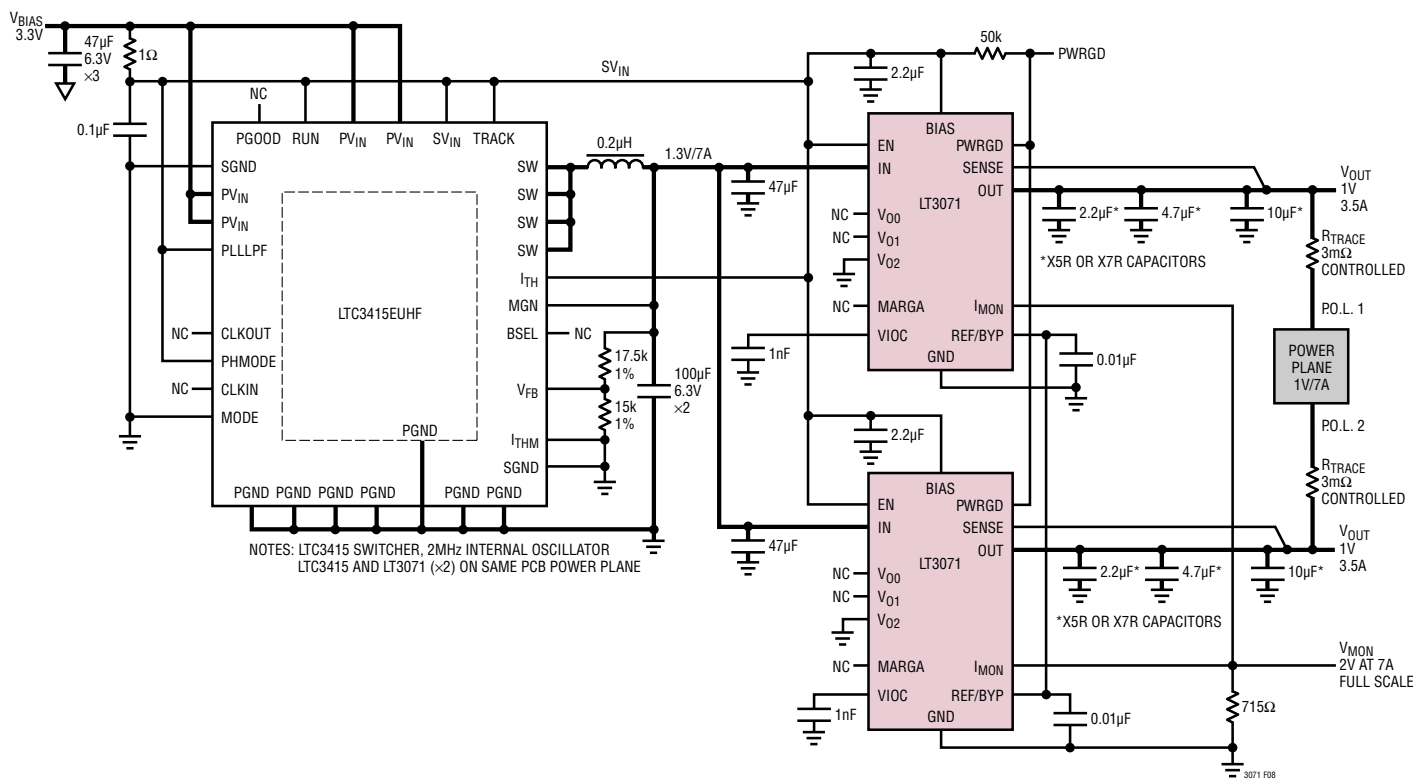 VBIAS
3.3V
47µF
6.3V
×3
1Ω
0.1µF
SVIN
NC
PGOOD
RUN
PVIN
PVIN
SVIN
TRACK
SGND
PVIN
PVIN
PLLLPF
NC
CLKOUT
PHMODE
NC
CLKIN
MODE
LTC3415EUHF
PGND
SW
SW
SW
SW
ITH
MGN
BSEL
NC
VFB
ITHM
SGND
PGND
PGND
PGND
PGND
PGND
PGND
0.2µH
1.3V/7A
17.5k
1%
15k
1%
100µF
6.3V
×2
NOTES: LTC3415 SWITCHER, 2MHz INTERNAL OSCILLATOR
LTC3415 AND LT3071 (×2) ON SAME PCB POWER PLANE
2.2µF
50k
PWRGD
47µF
BIAS
EN
PWRGD
IN
SENSE
OUT
LT3071
NC
VO0
NC
VO1
VO2
NC
MARGA
IMON
VIOC
REF/BYP
GND
1nF
0.01µF
2.2µF*
4.7µF*
10µF*
*X5R OR X7R CAPACITORS
VOUT
1V
3.5A
RTRACE
3mΩ
CONTROLLED
P.O.L. 1
POWER
PLANE
1V/7A
P.O.L. 2
RTRACE
3mΩ
CONTROLLED
2.2µF
47µF
BIAS
EN
PWRGD
IN
SENSE
OUT
LT3071
NC
VO0
NC
VO1
VO2
NC
MARGA
IMON
VIOC
REF/BYP
GND
1nF
0.01µF
2.2µF*
4.7µF*
10µF*
*X5R OR X7R CAPACITORS
VOUT
1V
3.5A
VMON
2V AT 7A
FULL SCALE
715Ω
3071 F08